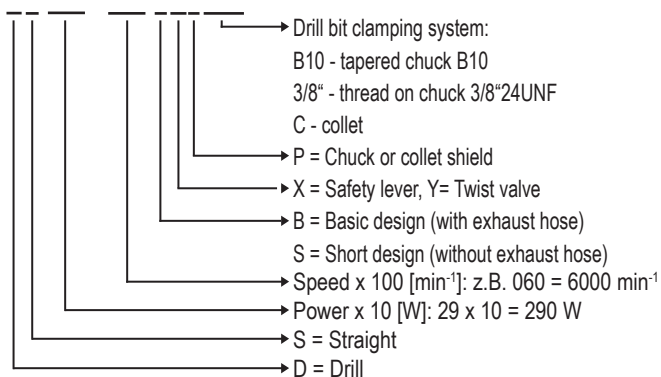 Drill bit clamping system:
B10 - tapered chuck B10
3/8“ - thread on chuck 3/8“24UNF
C - collet
P = Chuck or collet shield
X = Safety lever, Y= Twist valve
B = Basic design (with exhaust hose)
S = Short design (without exhaust hose)
Speed x 100 [min⁻¹]: z.B. 060 = 6000 min⁻¹
Power x 10 [W]: 29 x 10 = 290 W
S = Straight
D = Drill